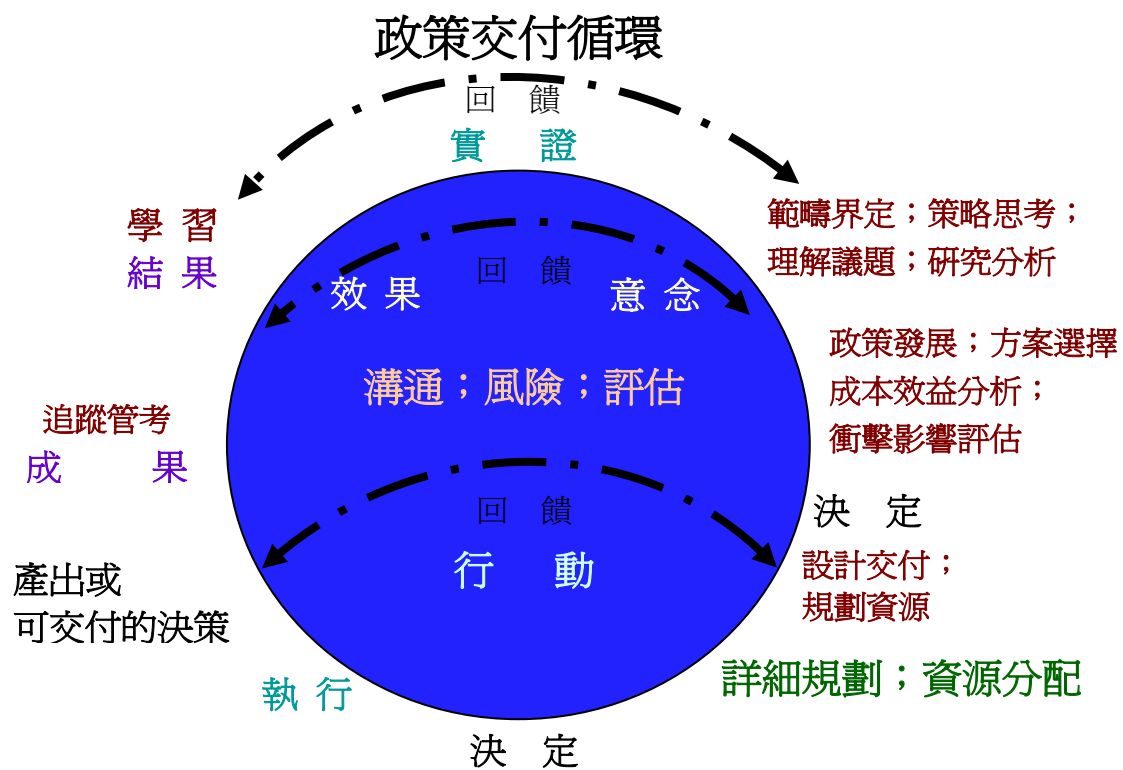 政策交付循環
回 饋
實 證
學 習
結 果
範疇界定；策略思考；
理解議題；研究分析
回 饋
效 果
意 念
政策發展；方案選擇
成本效益分析；
衝擊影響評估
溝通；風險；評估
追蹤管考
成 果
回 饋
決 定
行 動
設計交付；
規劃資源
產出或
可交付的決策
詳細規劃；資源分配
執 行
決 定